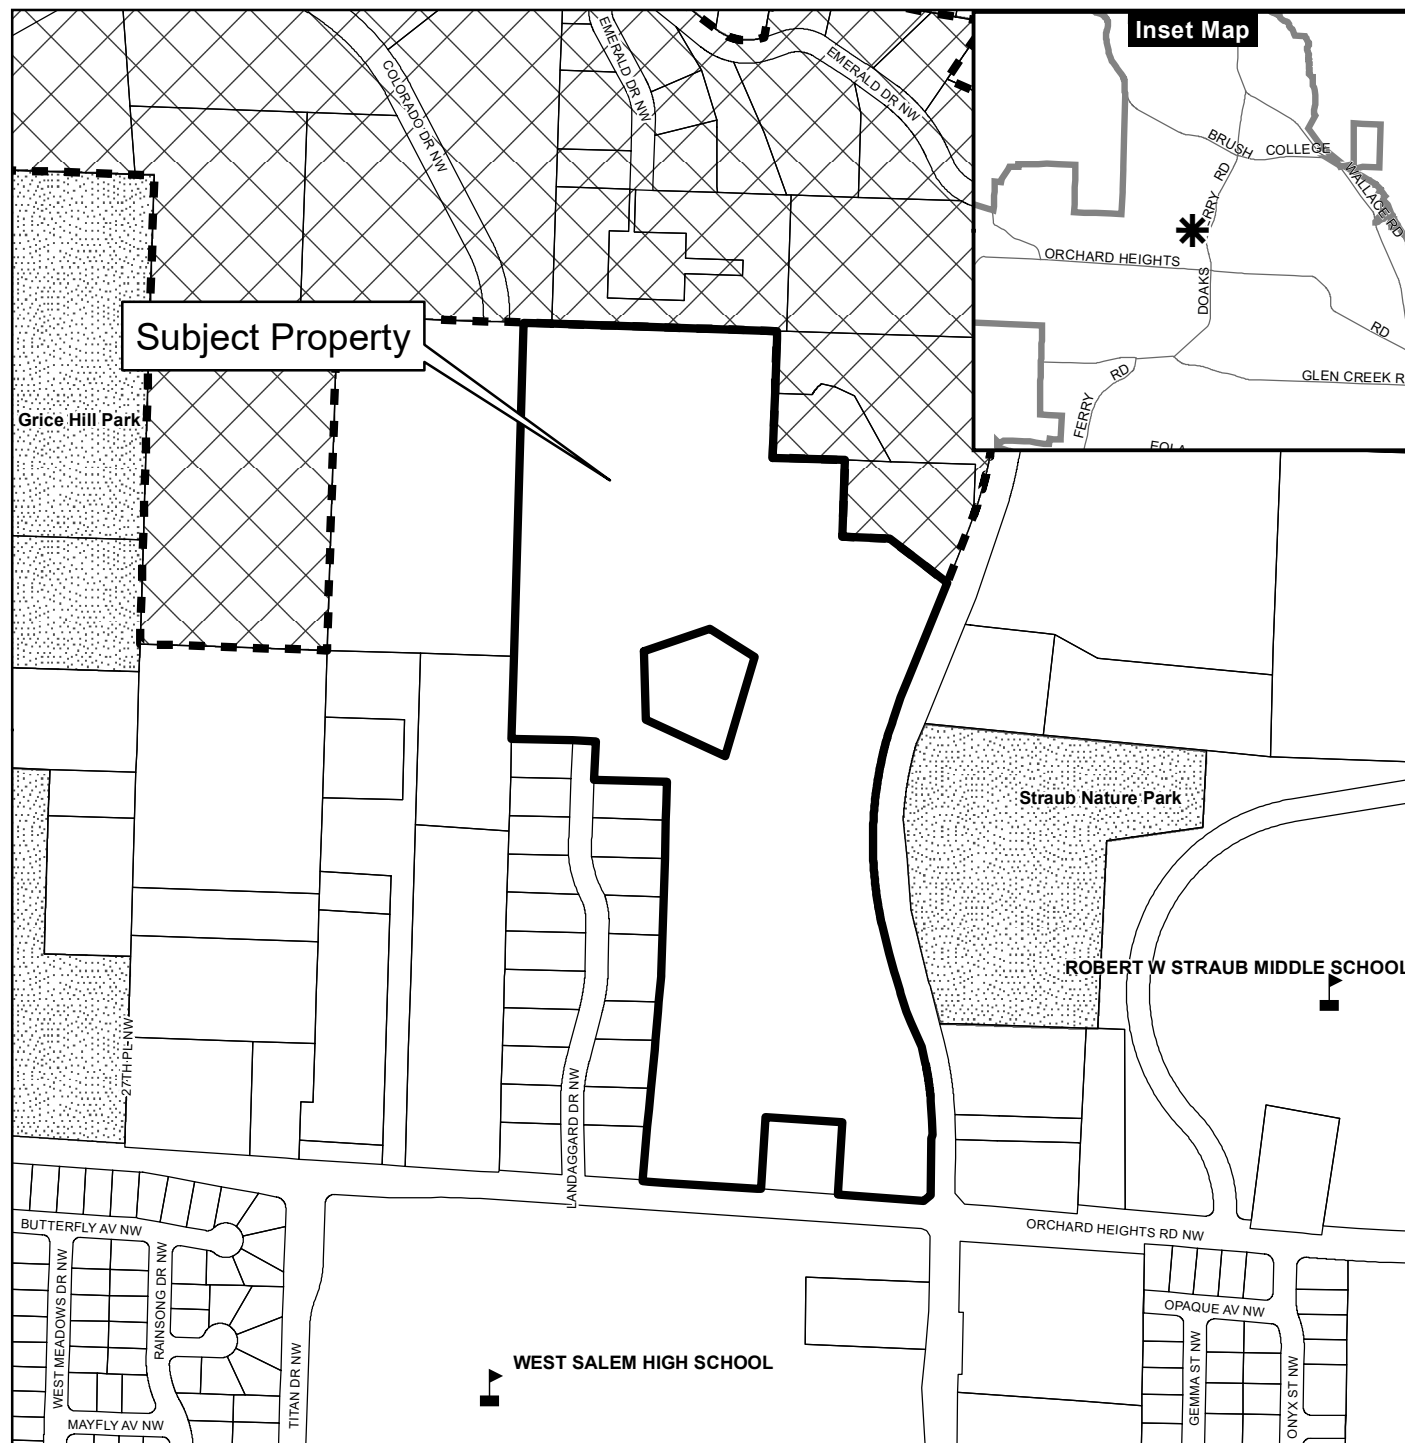 Inset Map
EMERALD DR NW
EMERALD DR NW
COLORADO DR NW
BRUSH
COLLEGE
RD
WALLACE RD
RRY
ORCHARD HEIGHTS
DOAKS
RD
GLEN CREEK R
RD
FERRY
EOLA
Subject Property
Grice Hill Park
Straub Nature Park
ROBERT W STRAUB MIDDLE SCHOOL
27TH PL NW
LANDAGGARD DR NW
ORCHARD HEIGHTS RD NW
BUTTERFLY AV NW
WEST MEADOWS DR NW
RAINSONG DR NW
TITAN DR NW
MAYFLY AV NW
WEST SALEM HIGH SCHOOL
OPAQUE AV NW
GEMMA ST NW
ONYX ST NW